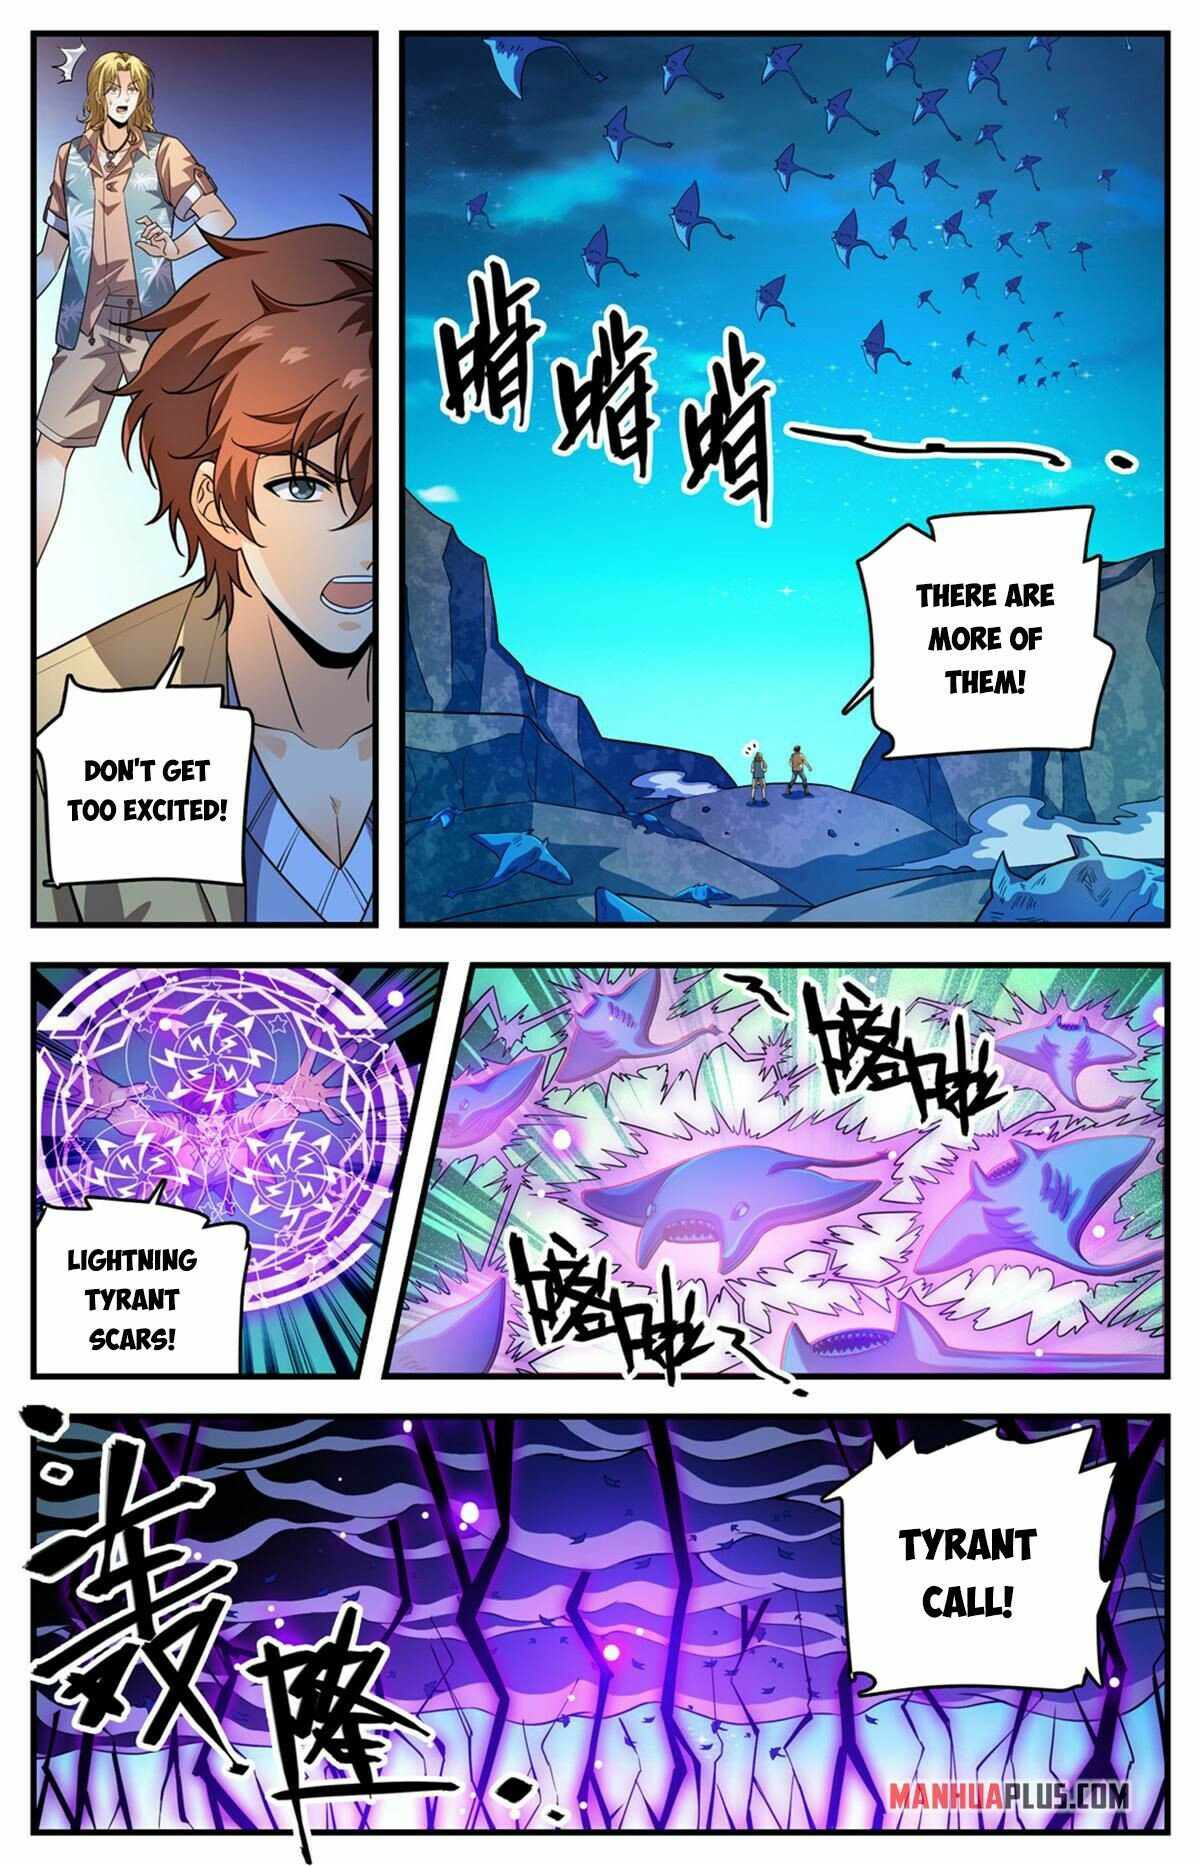 DON'T GET
TOO EXCITED!
THERE ARE
MORE OF
THEM!
LIGHTNING
TYRANT
SCARS!
TYRANT
CALL!
轰
隆
MANHUAPLUS.COM